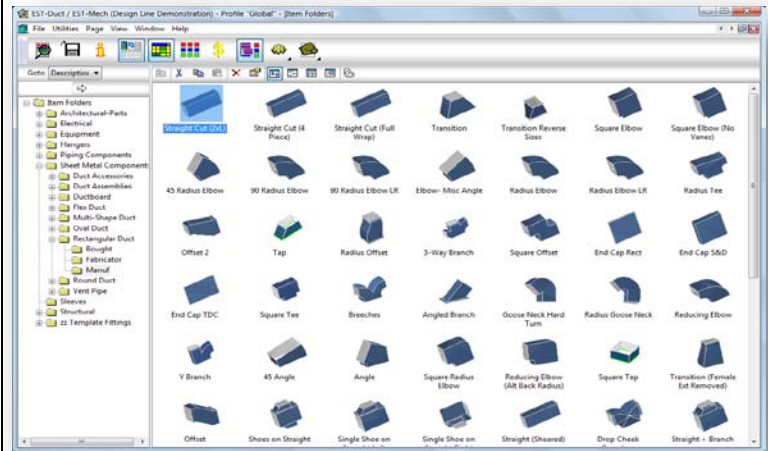 EST-Duct / EST-Mech (Design Line Demonstration) - Profile "Global" - [Item Folders]
File Utilities Page View Window Help
Goto Description
Item Folders
Architectural-Parts
Electrical
Equipment
Hangers
Piping Components
Sheet Metal Component
Duct Accessories
Duct Assemblies
Ductboard
Flex Duct
Multi-Shape Duct
Oval Duct
Rectangular Duct
Bought
Fabricator
Manuf
Round Duct
Vent Pipe
Sleeves
Structural
zz Template Fittings
Straight Cut (2xL)
Straight Cut (4
Piece)
Straight Cut (Full
Wrap)
Transition
Transition Reverse
Sizes
Square Elbow
Square Elbow (No
Vanes)
45 Radius Elbow
90 Radius Elbow
90 Radius Elbow LR
Elbow- Misc Angle
Radius Elbow
Radius Elbow LR
Radius Tee
Offset 2
Tap
Radius Offset
3-Way Branch
Square Offset
End Cap Rect
End Cap S&D
End Cap TDC
Square Tee
Breeches
Angled Branch
Goose Neck Hard
Turn
Radius Goose Neck
Reducing Elbow
Y Branch
45 Angle
Angle
Square Radius
Elbow
Reducing Elbow
(Alt Back Radius)
Square Tap
Transition (Female
Ext Removed)
Offset
Shoes on Straight
Single Shoe on
Single Shoe on
Straight (Sheared)
Drop Cheek
Straight + Branch